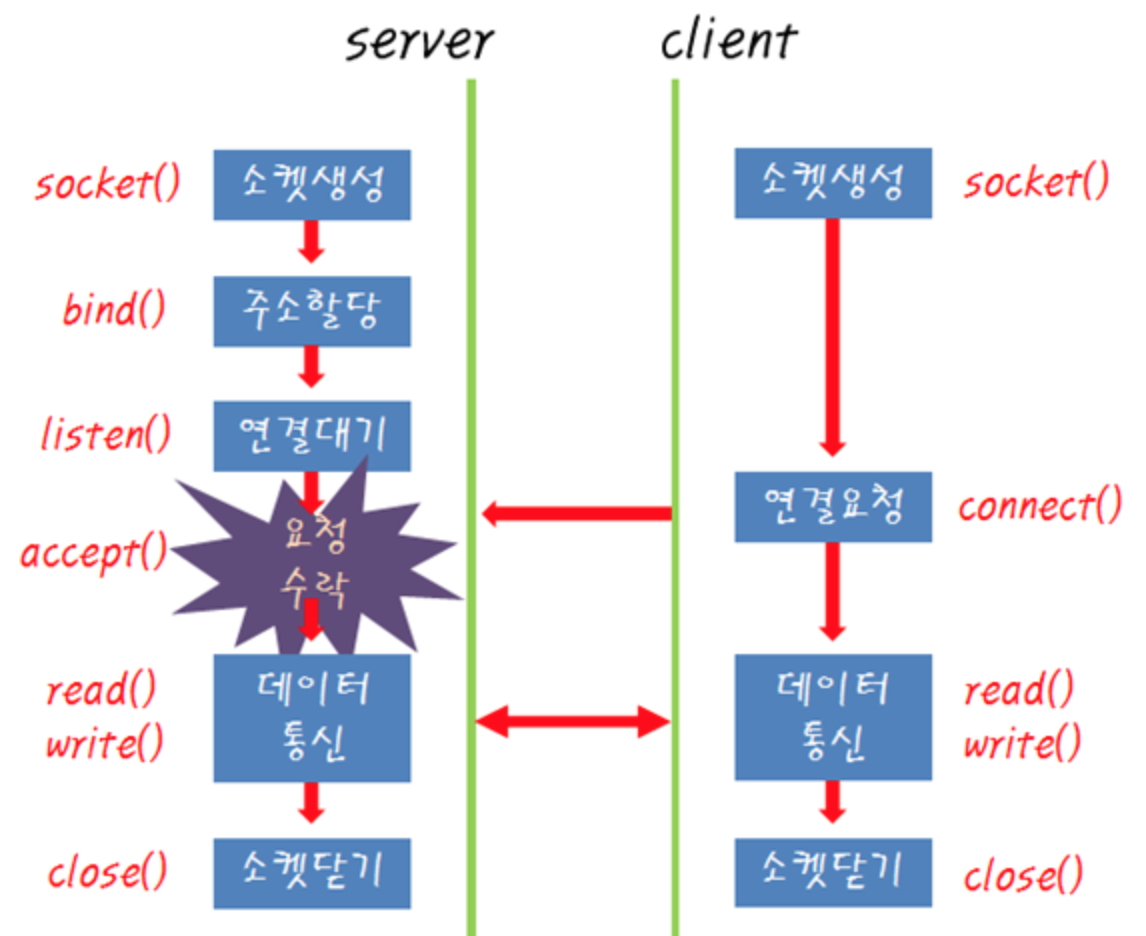 server
client
socket()
소켓생성
소켓생성
socket()
bind()
주소할당
listen()
연결대기
accept()
요청
수락
연결요청
connect()
read()
write()
데이터
통신
데이터
통신
read()
write()
close()
소켓닫기
소켓닫기
close()